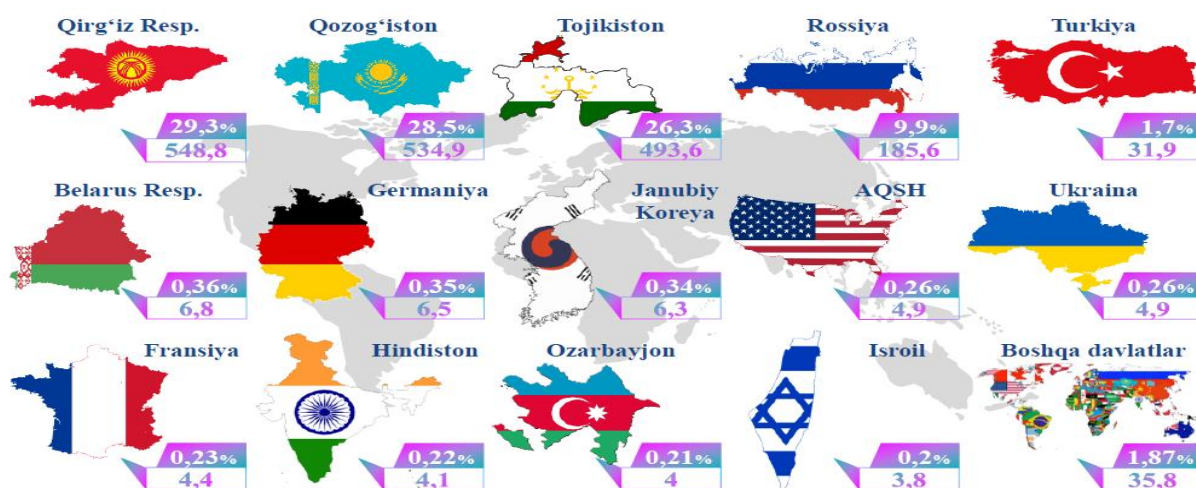 Qirg‘iz Resp.
29,3%
548,8
Qozog‘iston
28,5%
534,9
Tojikiston
26,3%
493,6
Rossiya
9,9%
185,6
Turkiya
1,7%
31,9
Belarus Resp.
0,36%
6,8
Germaniya
0,35%
6,5
Janubiy
Koreya
0,34%
6,3
AQSH
0,26%
4,9
Ukraina
0,26%
4,9
Fransiya
0,23%
4,4
Hindiston
0,22%
4,1
Ozarbayjon
0,21%
4
Isroil
0,2%
3,8
Boshqa davlatlar
1,87%
35,8